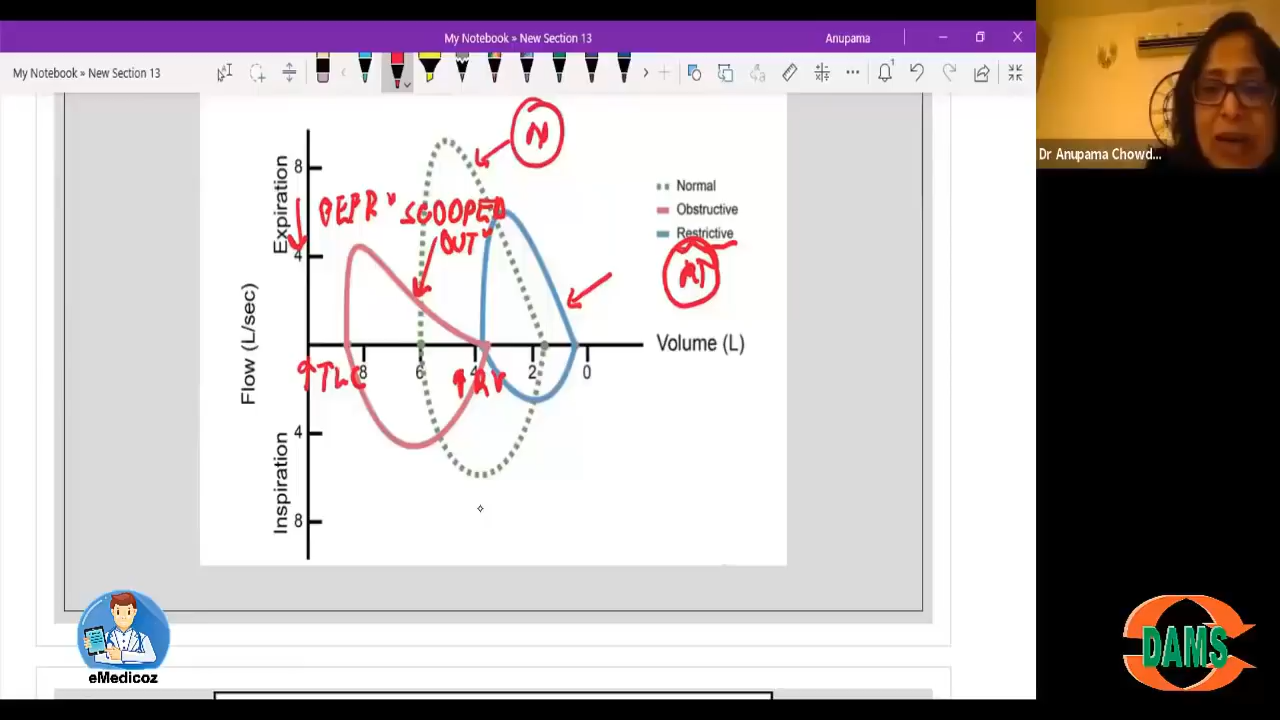 My Notebook » New Section 13
Anupama
My Notebook » New Section 13
1
Dr Anupama Chowd...
N
8
Expiration
4
Normal
Obstructive
Restrictive
SCOOPED
OUT"
Flow (L/sec)
Volume (L)
↑TLC
8
6
4
2
0
↑RV
4
Inspiration
8
eMedicoz
DAMS